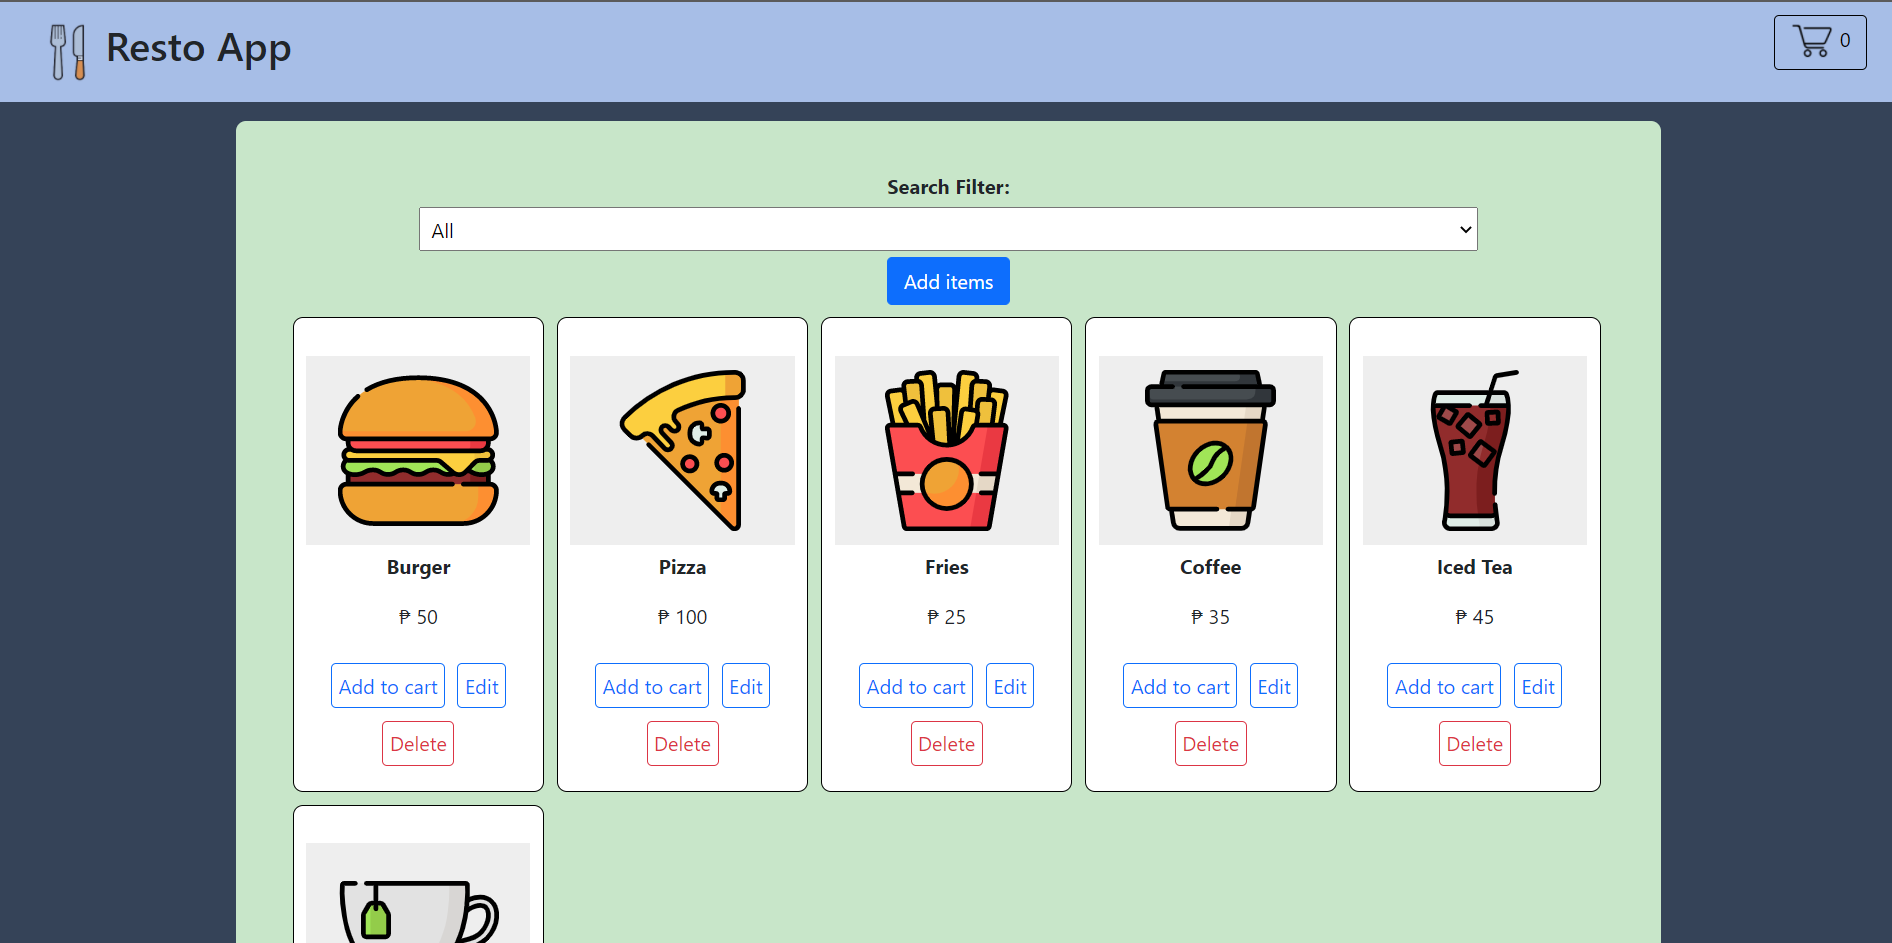 Resto App
0
Search Filter:
All
Add items
Burger
₱ 50
Add to cart
Edit
Delete
Pizza
₱ 100
Add to cart
Edit
Delete
Fries
₱ 25
Add to cart
Edit
Delete
Coffee
₱ 35
Add to cart
Edit
Delete
Iced Tea
₱ 45
Add to cart
Edit
Delete